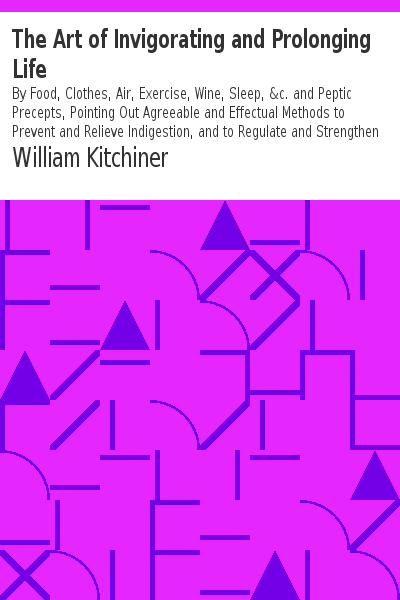 The Art of Invigorating and Prolonging
Life
By Food, Clothes, Air, Exercise, Wine, Sleep, &c. and Peptic
Precepts, Pointing Out Agreeable and Effectual Methods to
Prevent and Relieve Indigestion, and to Regulate and Strengthen
William Kitchiner